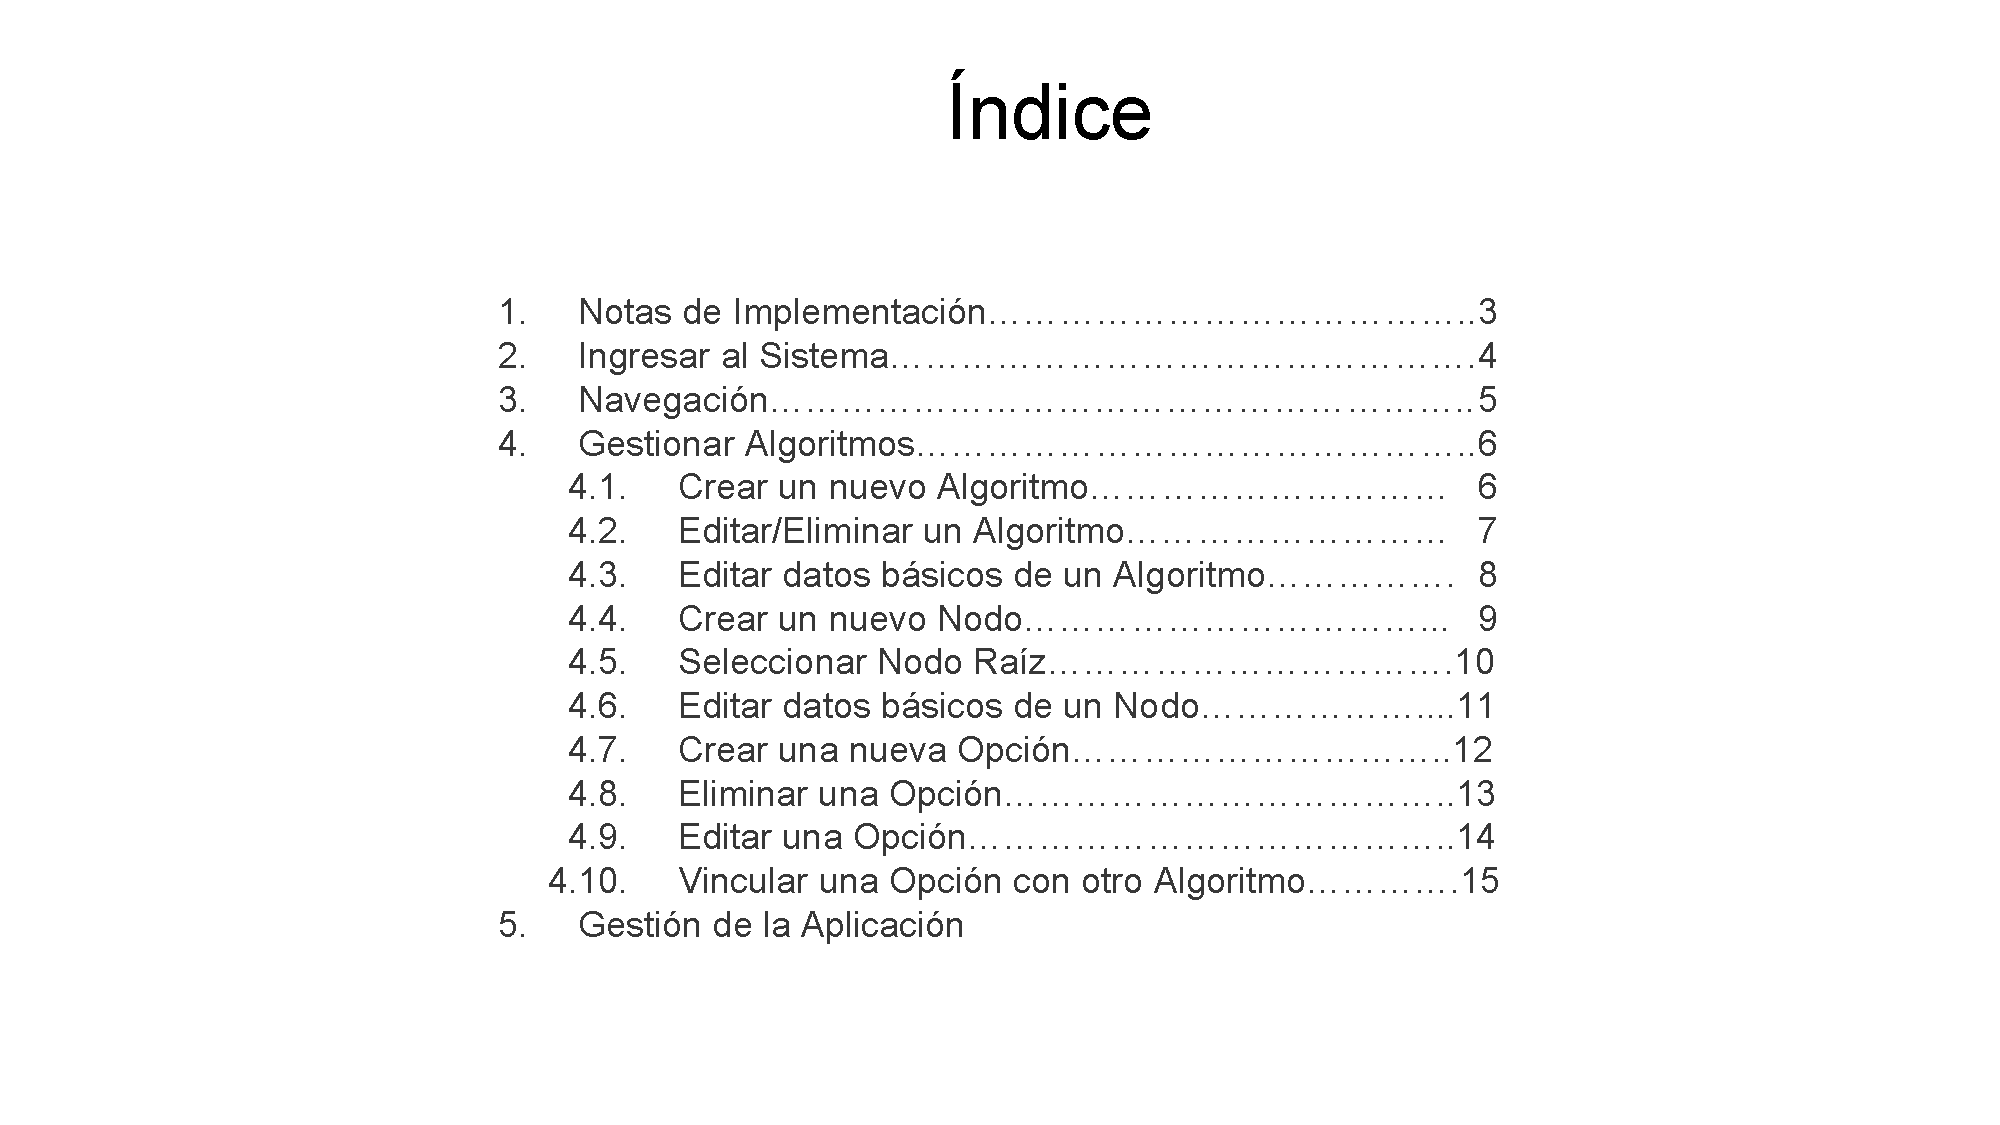 Índice
1. Notas de Implementación…………………………………..3
2. Ingresar al Sistema………………………………………….4
3. Navegación…………………………………………………..5
4. Gestionar Algoritmos………………………………………..6
4.1. Crear un nuevo Algoritmo………………………… 6
4.2. Editar/Eliminar un Algoritmo……………………… 7
4.3. Editar datos básicos de un Algoritmo……………. 8
4.4. Crear un nuevo Nodo……………………………... 9
4.5. Seleccionar Nodo Raíz…………………………….10
4.6. Editar datos básicos de un Nodo………………....11
4.7. Crear una nueva Opción…………………………..12
4.8. Eliminar una Opción………………………………..13
4.9. Editar una Opción…………………………………..14
4.10. Vincular una Opción con otro Algoritmo………….15
5. Gestión de la Aplicación